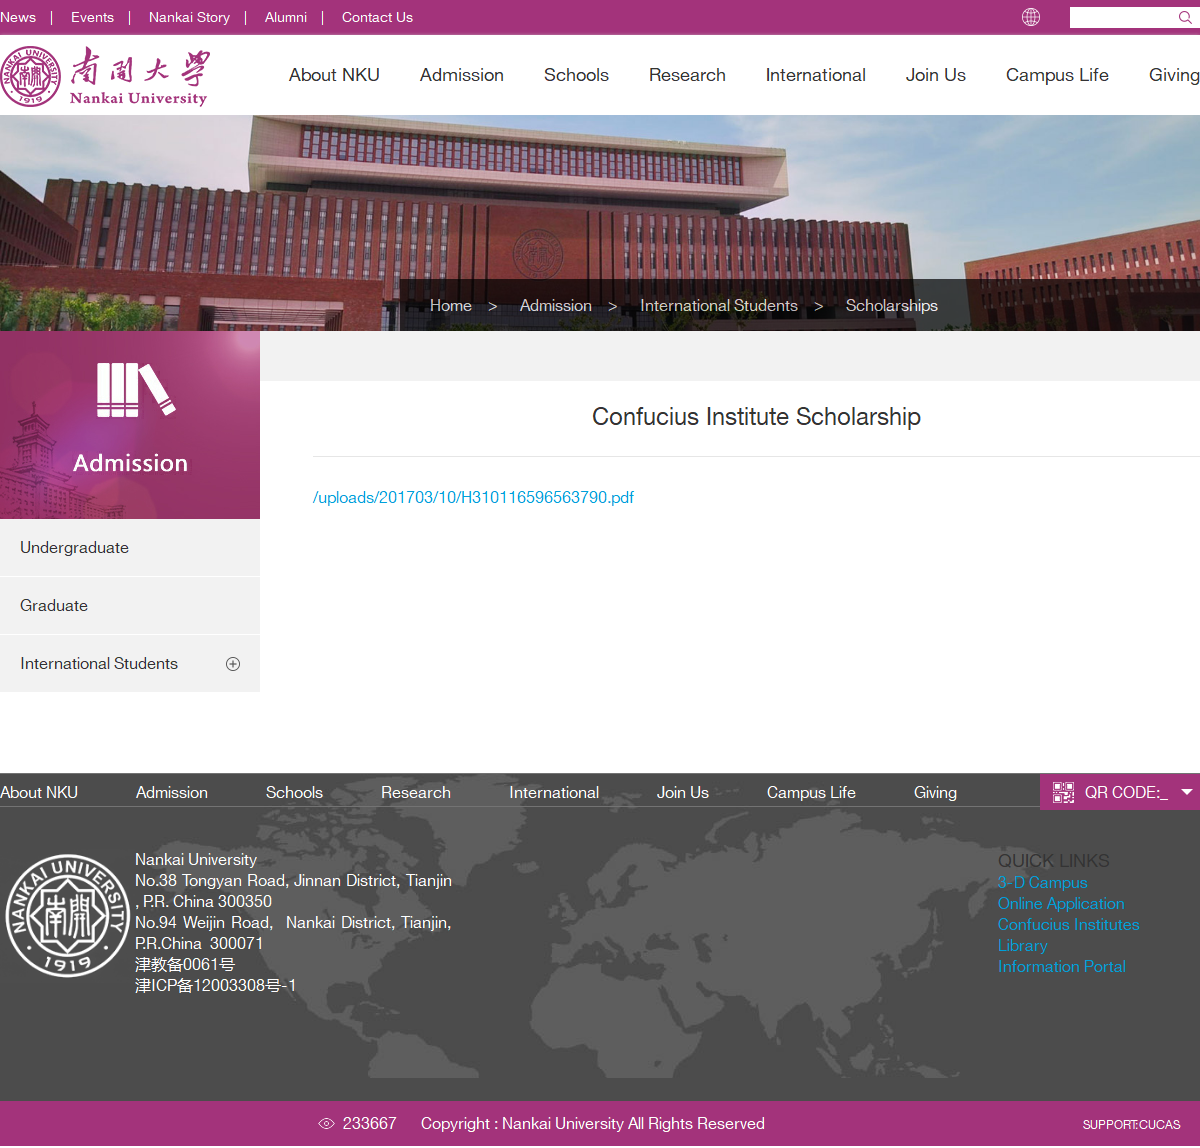 News | Events | Nankai Story | Alumni | Contact Us
NANKAI UNIVERSITY
南開
1919
南開大學
Nankai University
About NKU Admission Schools Research International Join Us Campus Life Giving
Home > Admission > International Students > Scholarships
Admission
Undergraduate
Graduate
International Students
Confucius Institute Scholarship
/uploads/201703/10/H310116596563790.pdf
About NKU Admission Schools Research International Join Us Campus Life Giving
QR CODE:_
NANKAI UNIVERSITY
南開
1919
Nankai University
No.38 Tongyan Road, Jinnan District, Tianjin
, P.R. China 300350
No.94 Weijin Road, Nankai District, Tianjin,
P.R.China 300071
津教备0061号
津ICP备12003308号-1
QUICK LINKS
3-D Campus
Online Application
Confucius Institutes
Library
Information Portal
233667 Copyright : Nankai University All Rights Reserved
SUPPORT:CUCAS